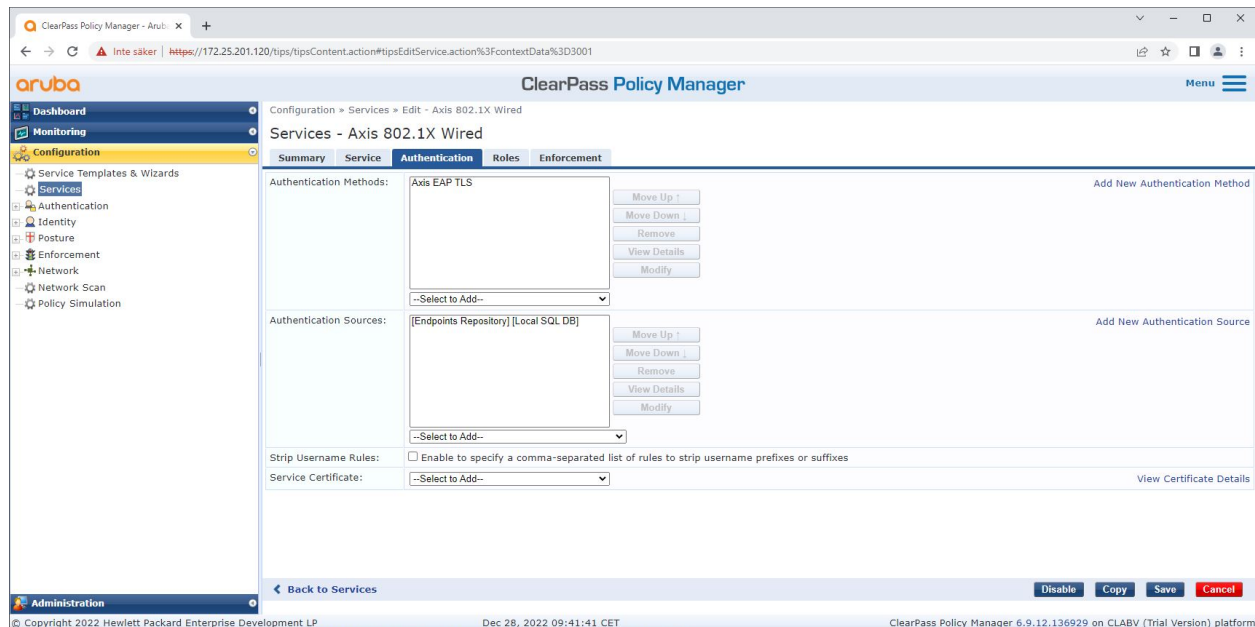 ClearPass Policy Manager - Arub
Inte säker | https://172.25.201.120/tips/tipsContent.action#tipsEditService.action%3FcontextData%3D3001
aruba
ClearPass Policy Manager
Menu
Dashboard
Monitoring
Configuration
Service Templates & Wizards
Services
Authentication
Identity
Posture
Enforcement
Network
Network Scan
Policy Simulation
Administration
Configuration » Services » Edit - Axis 802.1X Wired
Services - Axis 802.1X Wired
Summary Service Authentication Roles Enforcement
Authentication Methods:
Axis EAP TLS
Move Up ↑
Move Down ↓
Remove
View Details
Modify
--Select to Add--
Add New Authentication Method
Authentication Sources:
[Endpoints Repository] [Local SQL DB]
Move Up ↑
Move Down ↓
Remove
View Details
Modify
--Select to Add--
Add New Authentication Source
Strip Username Rules:
Enable to specify a comma-separated list of rules to strip username prefixes or suffixes
Service Certificate:
--Select to Add--
View Certificate Details
Back to Services
Disable Copy Save Cancel
© Copyright 2022 Hewlett Packard Enterprise Development LP
Dec 28, 2022 09:41:41 CET
ClearPass Policy Manager 6.9.12.136929 on CLABV (Trial Version) platform